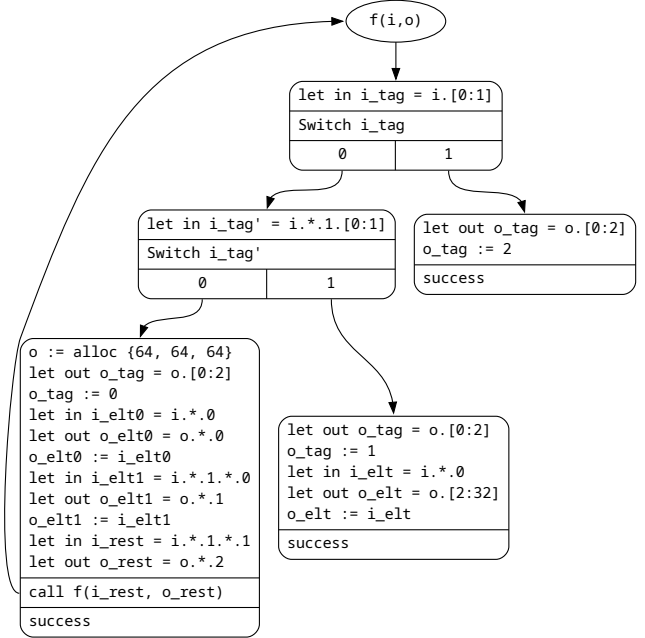 f(i,o)
let in i_tag = i.[0:1]
Switch i_tag
0 1
let in i_tag' = i.*.1.[0:1]
Switch i_tag'
0 1
let out o_tag = o.[0:2]
o_tag := 2
success
o := alloc {64, 64, 64}
let out o_tag = o.[0:2]
o_tag := 0
let in i_elt0 = i.*.0
let out o_elt0 = o.*.0
o_elt0 := i_elt0
let in i_elt1 = i.*.1.*.0
let out o_elt1 = o.*.1
o_elt1 := i_elt1
let in i_rest = i.*.1.*.1
let out o_rest = o.*.2
call f(i_rest, o_rest)
success
let out o_tag = o.[0:2]
o_tag := 1
let in i_elt = i.*.0
let out o_elt = o.[2:32]
o_elt := i_elt
success